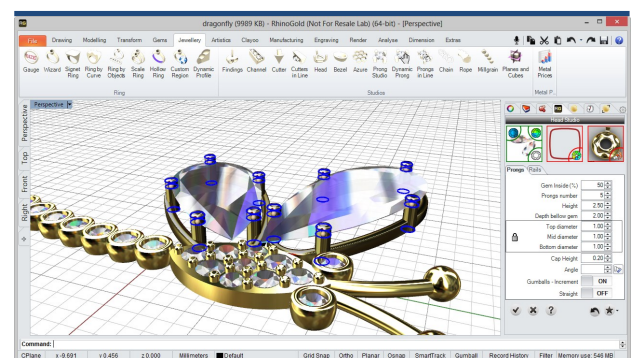 dragonfly (9989 KB) - RhinoGold (Not For Resale Lab) (64-bit) - [Perspective]
File Drawing Modelling Transform Gems Jewellery Artistics Clayoo Manufacturing Engraving Render Analyse Dimension Extras
Gauge Wizard Signet Ring Ring by Curve Ring by Objects Scale Ring Hollow Ring Custom Region Dynamic Profile Findings Channel Cutter Cutters in Line Head Bezel Azure Prong Studio Dynamic Prong Prongs in Line Chain Rope Millgrain Planes and Cubes Metal Prices
Ring Studios Metal P...
Perspective
Perspective
Top
Front
Right
Head Studio
Prongs Rails
Gem Inside (%) 50
Prongs number 5
Height 2.50
Depth bellow gem 2.00
Top diameter 1.00
Mid diameter 1.00
Bottom diameter 1.00
Cap Height 0.20
Angle
Gumballs - Increment ON
Straight OFF
Command:
CPlane x -9.691 y 0.456 z 0.000 Millimeters Default Grid Snap Ortho Planar Osnap SmartTrack Gumball Record History Filter Memory use: 546 MB